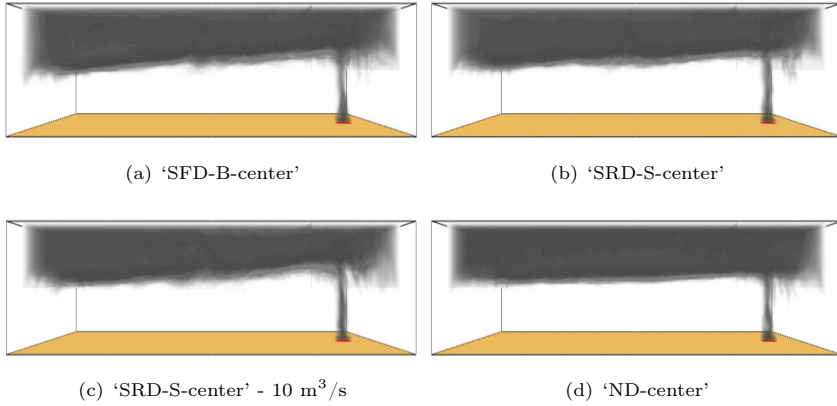 (a) ‘SFD-B-center’
(b) ‘SRD-S-center’
(c) ‘SRD-S-center’ - 10 m³/s
(d) ‘ND-center’